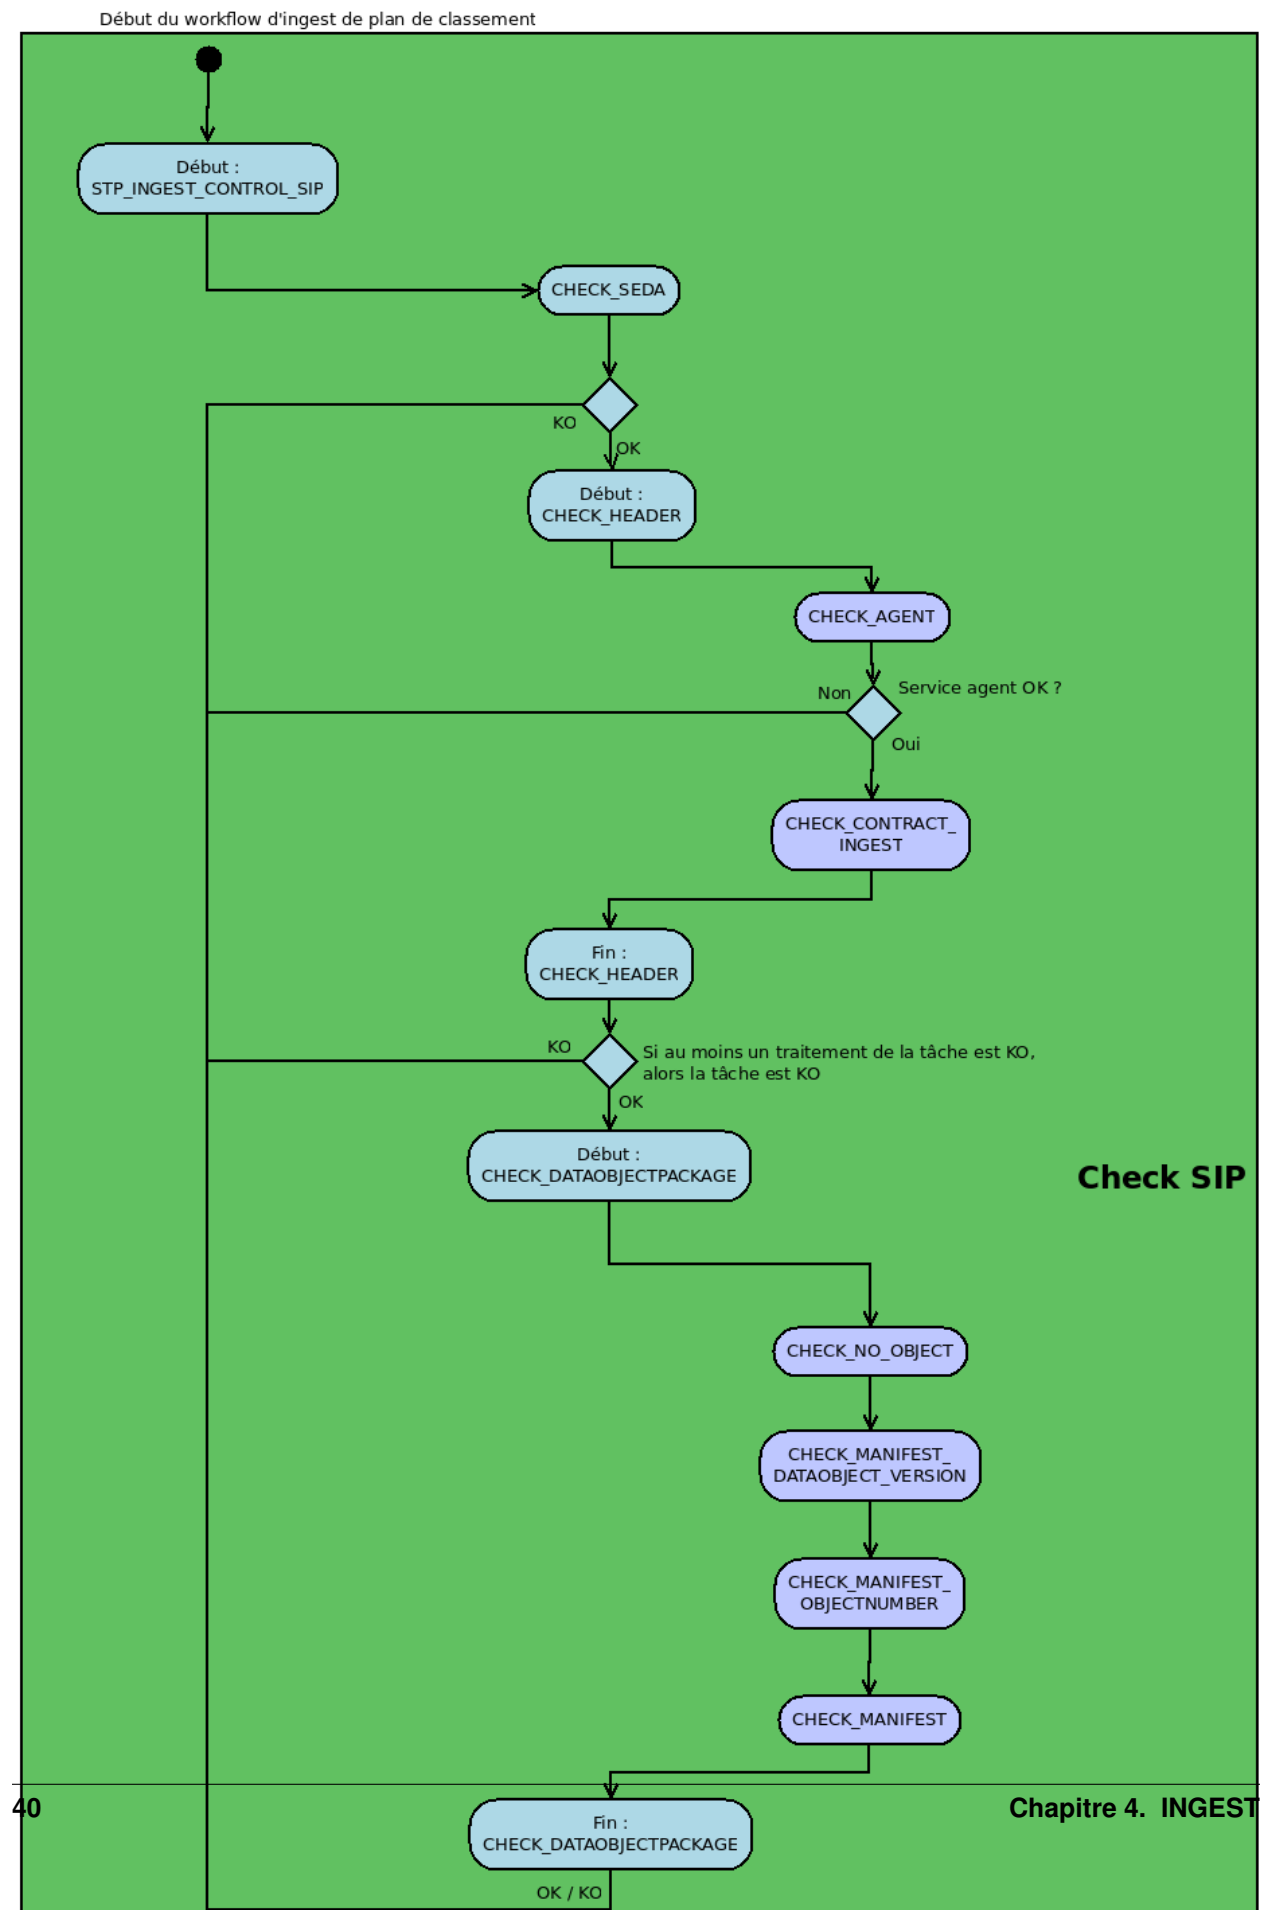 Début du workflow d'ingest de plan de classement
Début :
STP_INGEST_CONTROL_SIP
CHECK_SEDA
KO
OK
Début :
CHECK_HEADER
CHECK_AGENT
Non
Service agent OK ?
Oui
CHECK_CONTRACT_
INGEST
Fin :
CHECK_HEADER
KO
Si au moins un traitement de la tâche est KO,
alors la tâche est KO
OK
Début :
CHECK_DATAOBJECTPACKAGE
Check SIP
CHECK_NO_OBJECT
CHECK_MANIFEST_
DATAOBJECT_VERSION
CHECK_MANIFEST_
OBJECTNUMBER
CHECK_MANIFEST
40
Chapitre 4. INGEST
Fin :
CHECK_DATAOBJECTPACKAGE
OK / KO